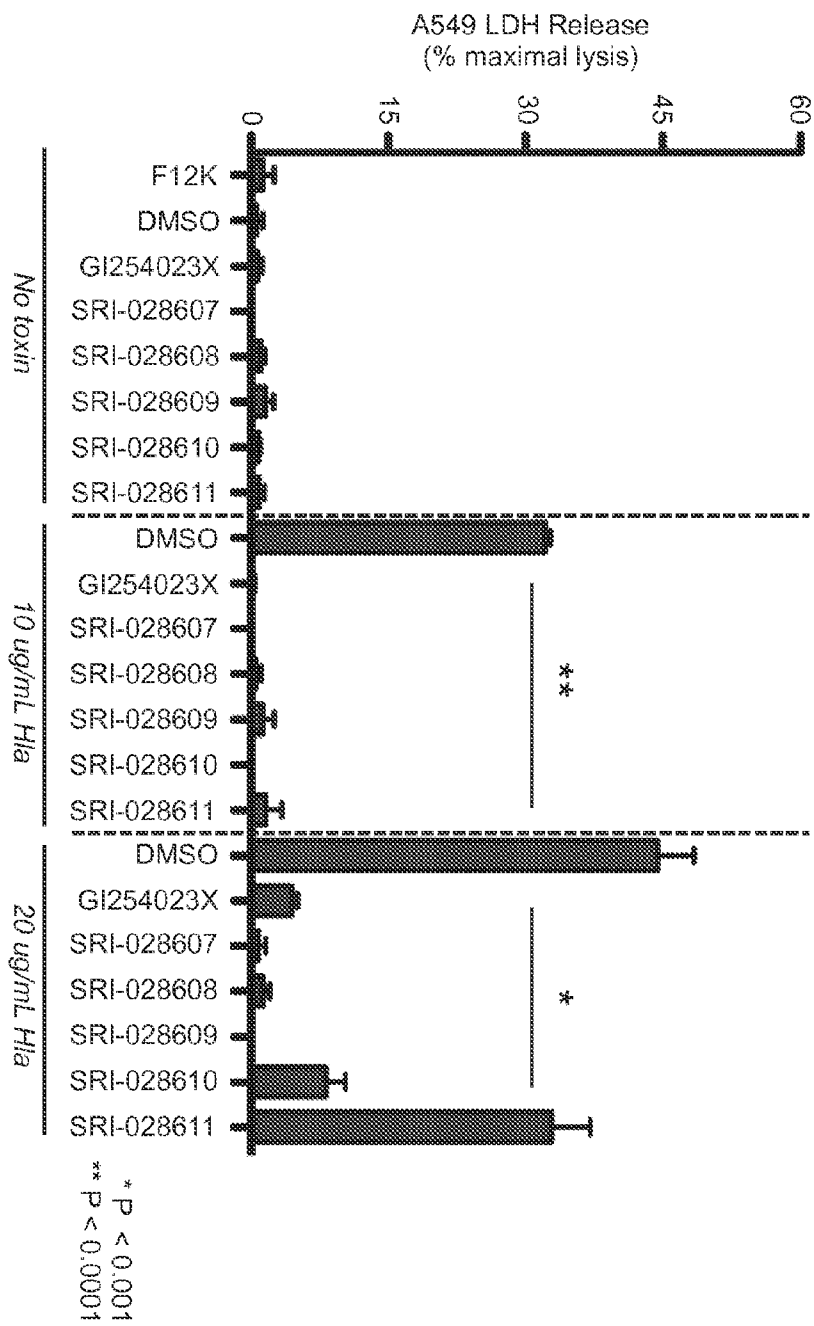 A549 LDH Release
(% maximal lysis)
60
45
30
15
0
F12K
DMSO
GI254023X
SRI-028607
SRI-028608
SRI-028609
SRI-028610
SRI-028611
DMSO
GI254023X
SRI-028607
SRI-028608
SRI-028609
SRI-028610
SRI-028611
DMSO
GI254023X
SRI-028607
SRI-028608
SRI-028609
SRI-028610
SRI-028611
No toxin
10 ug/mL Hla
20 ug/mL Hla
**
*
* P < 0.001
** P < 0.0001